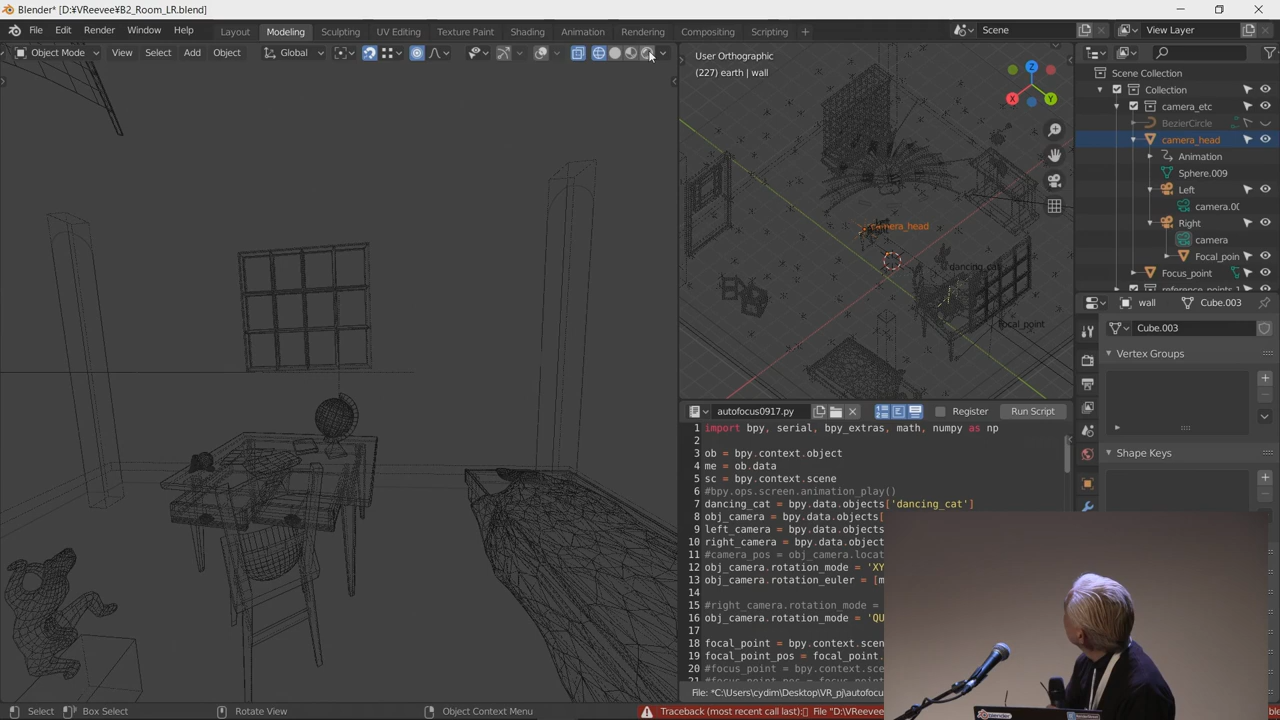 Blender* [D:¥VReevee¥B2_Room_LR.blend]
File Edit Render Window Help
Layout Modeling Sculpting UV Editing Texture Paint Shading Animation Rendering Compositing Scripting +
Scene
View Layer
Object Mode View Select Add Object Global
User Orthographic
(227) earth | wall
Z
X
Y
camera_head
dancing_cat
focal_point
Scene Collection
Collection
camera_etc
BezierCircle
camera_head
Animation
Sphere.009
Left
camera.00
Right
camera
Focal_poin
Focus_point
reference_points_1
wall Cube.003
Cube.003
Vertex Groups
Shape Keys
autofocus0917.py Register Run Script
1 import bpy, serial, bpy_extras, math, numpy as np
2
3 ob = bpy.context.object
4 me = ob.data
5 sc = bpy.context.scene
6 #bpy.ops.screen.animation_play()
7 dancing_cat = bpy.data.objects['dancing_cat']
8 obj_camera = bpy.data.objects[
9 left_camera = bpy.data.object
10 right_camera = bpy.data.object
11 #camera_pos = obj_camera.locat
12 obj_camera.rotation_mode = 'XY
13 obj_camera.rotation_euler = [m
14
15 #right_camera.rotation_mode =
16 obj_camera.rotation_mode = 'QU
17
18 focal_point = bpy.context.scen
19 focal_point_pos = focal_point.
20 #focus_point = bpy.context.sce
File: *C:\Users\cydim\Desktop\VR_pj\autofocu
Select Box Select Rotate View Object Context Menu
Traceback (most recent call last): File "D:\VReevee